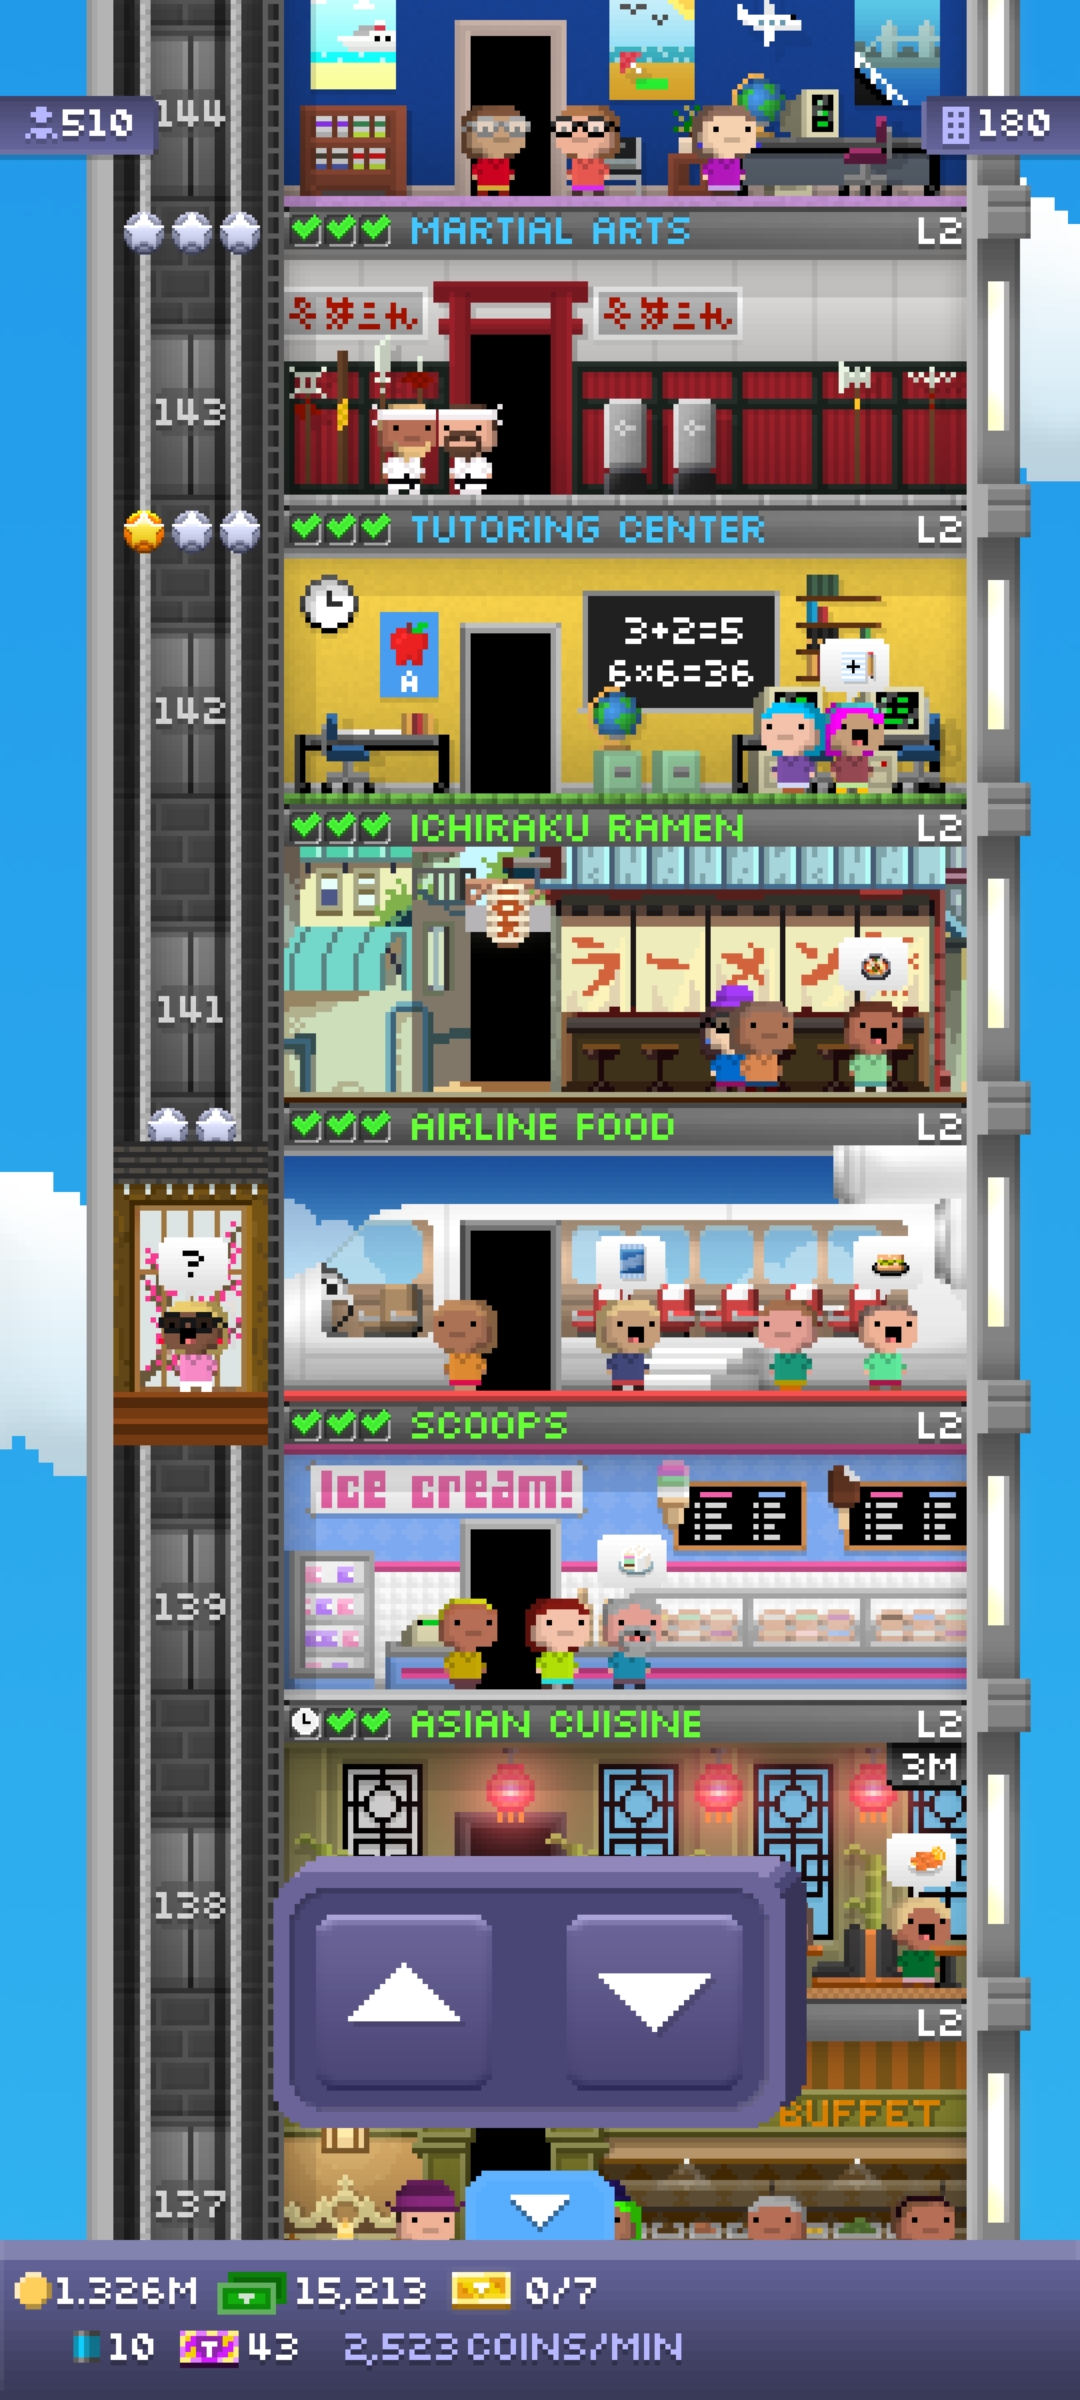 144
510
180
MARTIAL ARTS L2
143
TUTORING CENTER L2
3+2=5
6×6=36
A
142
ICHIRAKU RAMEN L2
ラーメン
141
AIRLINE FOOD L2
?
SCOOPS L2
Ice cream!
139
ASIAN CUISINE L2
3M
138
L2
BUFFET
137
1.326M 15,213 0/7
10 T 43 2,523 COINS/MIN